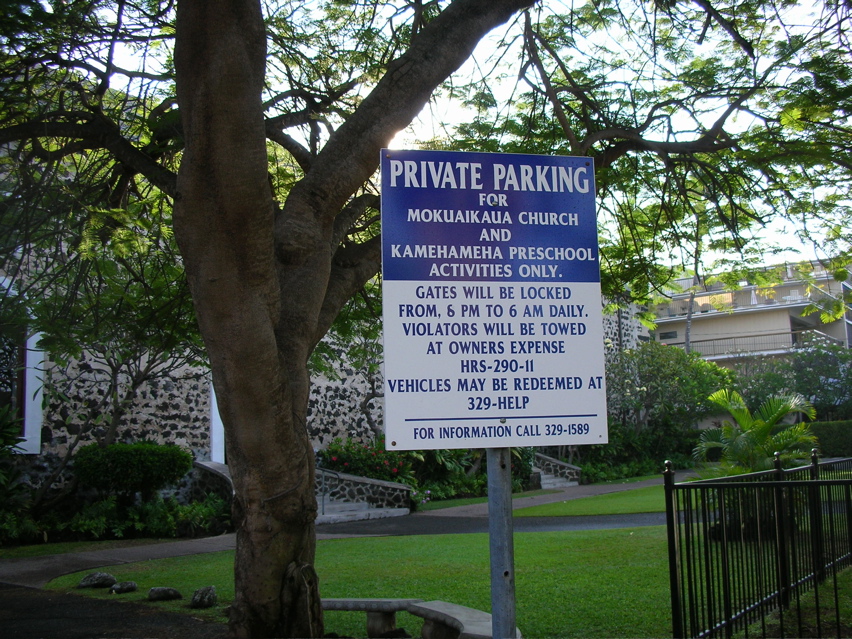 PRIVATE PARKING
FOR
MOKUAIKAUA CHURCH
AND
KAMEHAMEHA PRESCHOOL
ACTIVITIES ONLY.
GATES WILL BE LOCKED
FROM, 6 PM TO 6 AM DAILY.
VIOLATORS WILL BE TOWED
AT OWNERS EXPENSE
HRS-290-11
VEHICLES MAY BE REDEEMED AT
329-HELP
FOR INFORMATION CALL 329-1589